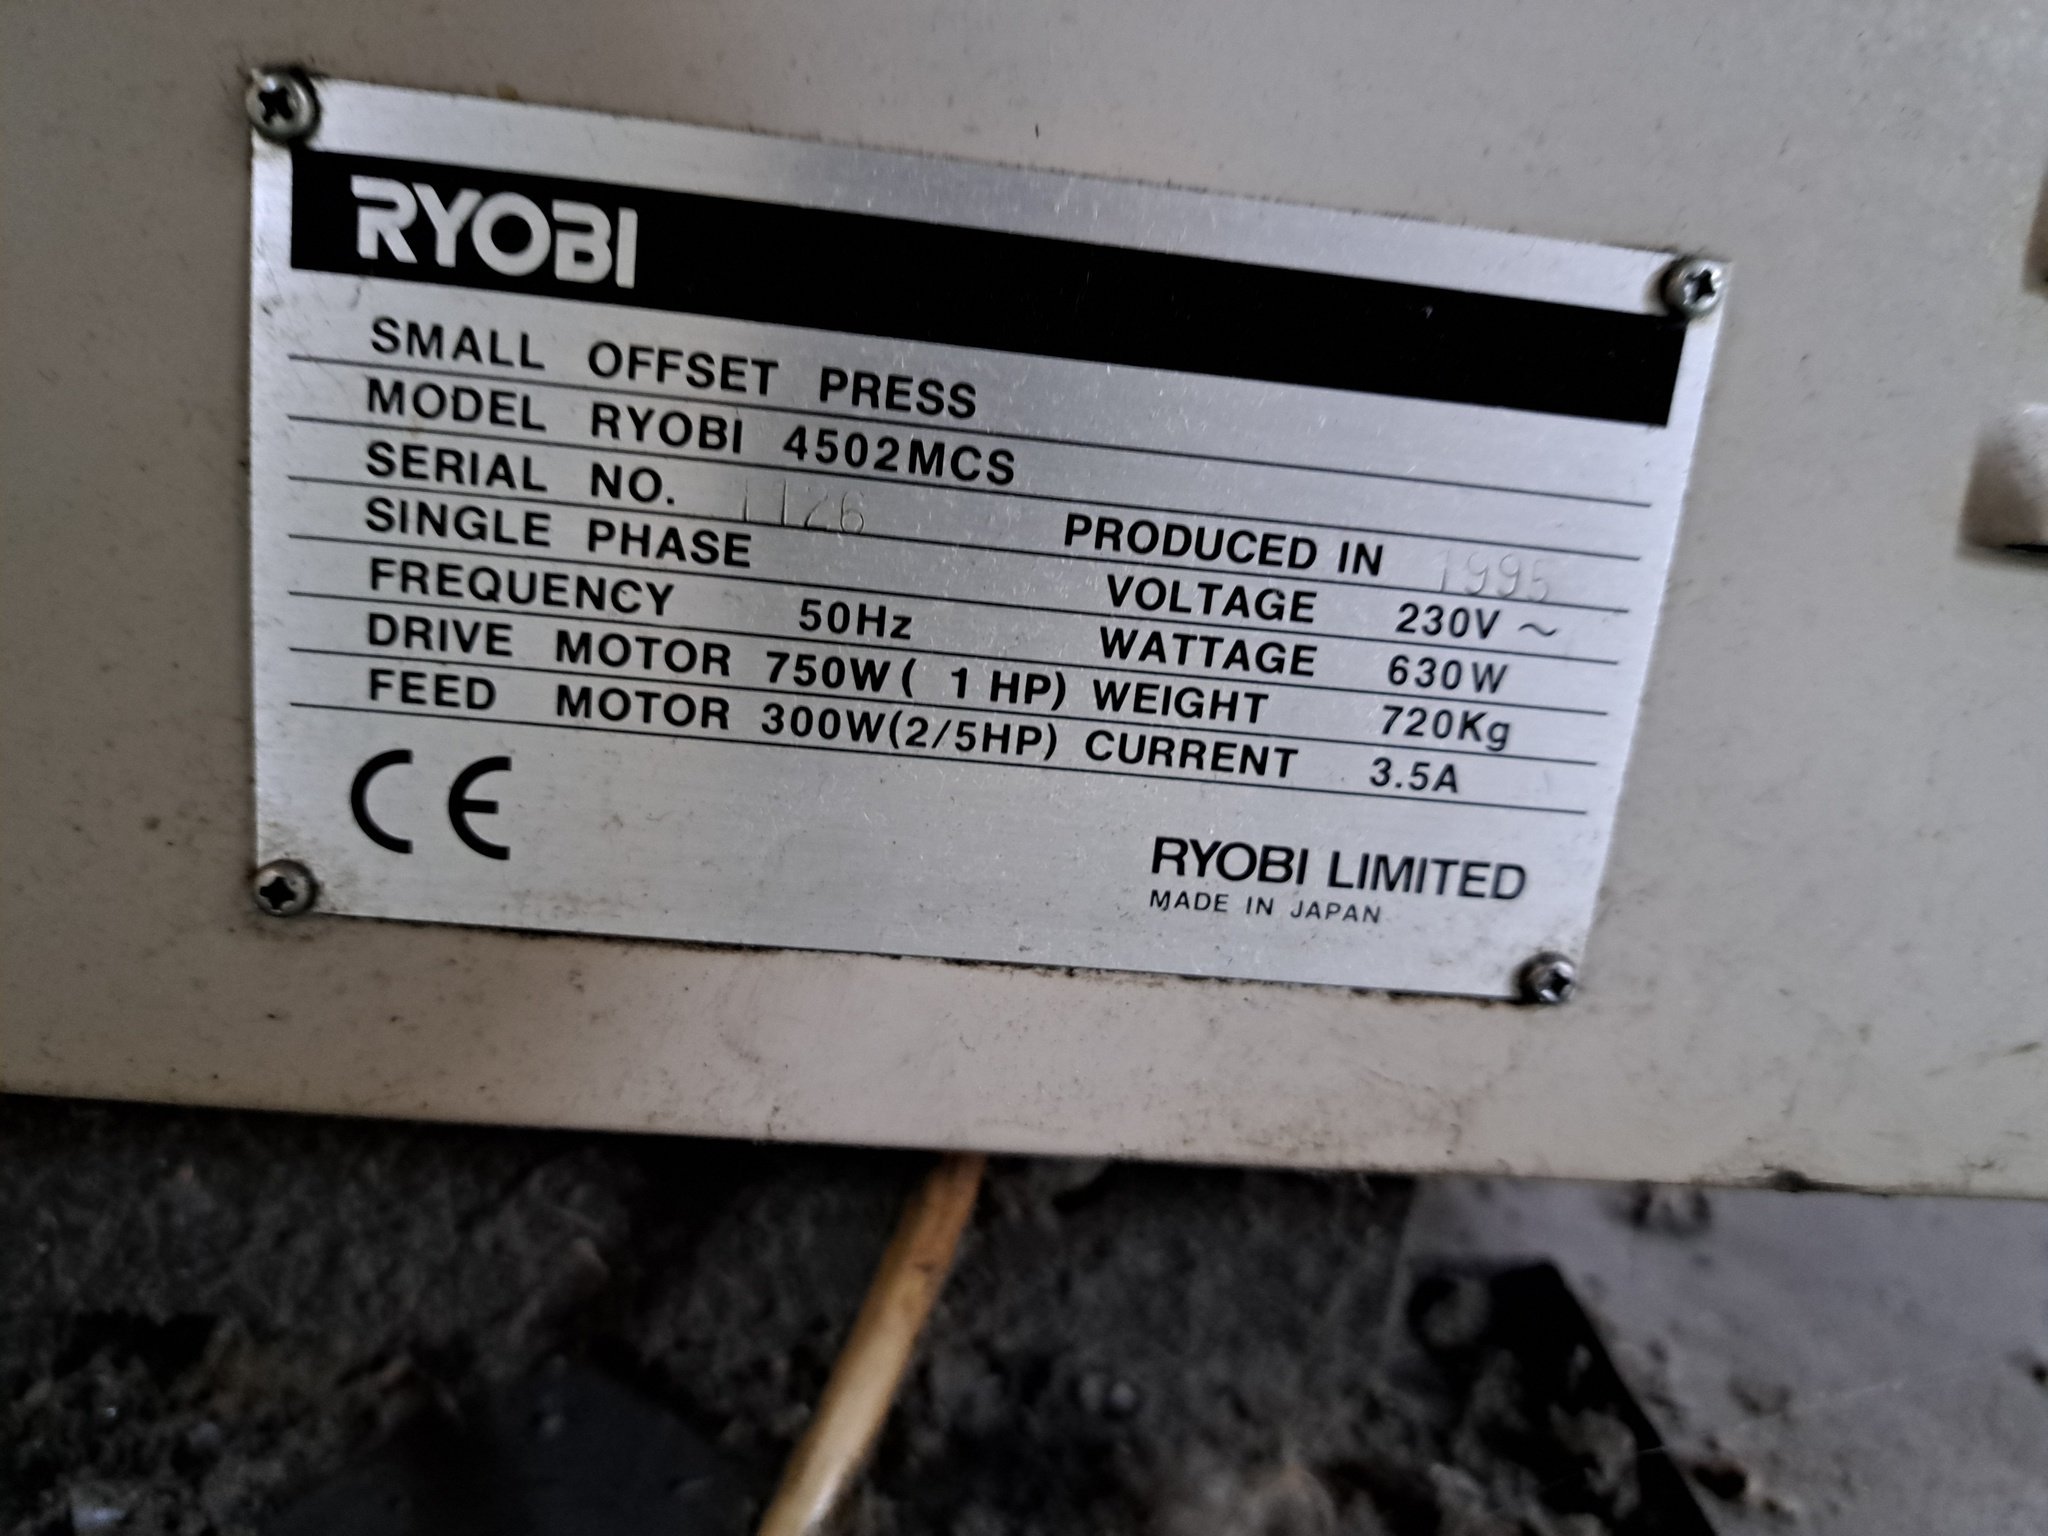 RYOBI
SMALL OFFSET PRESS
MODEL RYOBI 4502MCS
SERIAL NO. 1126 PRODUCED IN 1995
SINGLE PHASE VOLTAGE 230V ~
FREQUENCY 50Hz WATTAGE 630W
DRIVE MOTOR 750W ( 1 HP) WEIGHT 720Kg
FEED MOTOR 300W(2/5HP) CURRENT 3.5A
CE
RYOBI LIMITED
MADE IN JAPAN